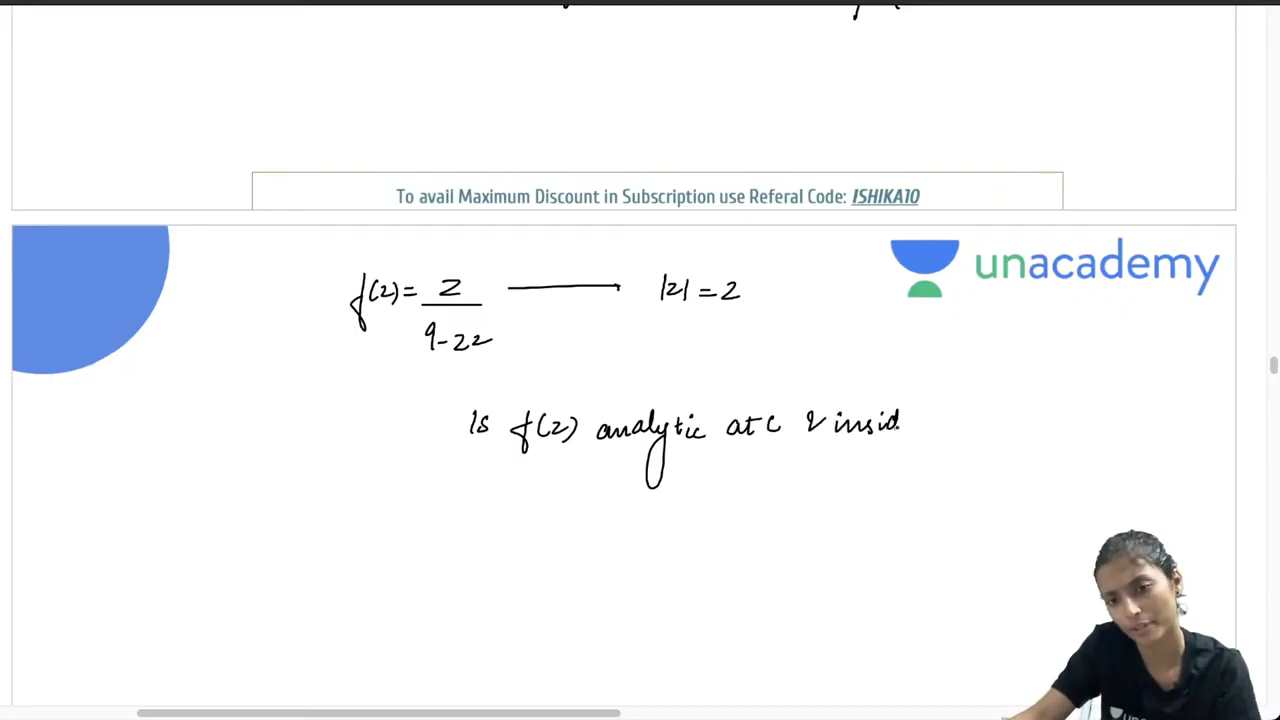 To avail Maximum Discount in Subscription use Referal Code: ISHIKA10
unacademy
f(z) = z / 9 - z² |z| = 2
Is f(z) analytic at C & insid